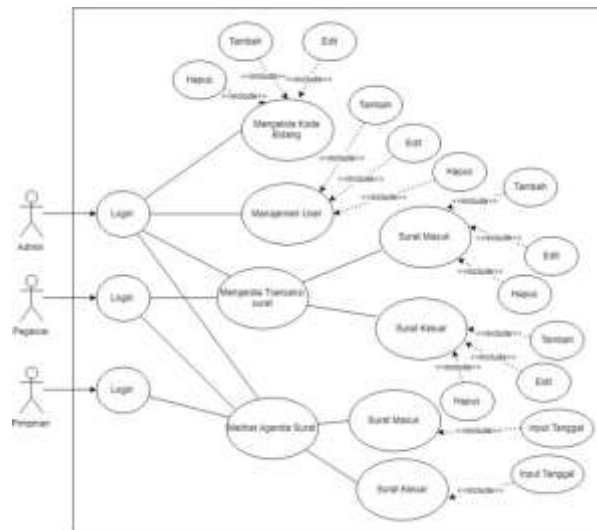 Tambah
Edit
Hapus
<<include>>
<<include>>
<<include>>
Mengelola Kode
Bidang
Tambah
Edit
Hapus
<<include>>
<<include>>
<<include>>
Manajemen User
Admin
Login
Tambah
Edit
Hapus
<<include>>
<<include>>
<<include>>
Surat Masuk
Pegawai
Login
Mengelola Transaksi
surat
Surat Keluar
Tambah
Edit
Hapus
<<include>>
<<include>>
<<include>>
Pimpinan
Login
Melihat Agenda Surat
Surat Masuk
<<include>>
Input Tanggal
Surat Keluar
<<include>>
Input Tanggal